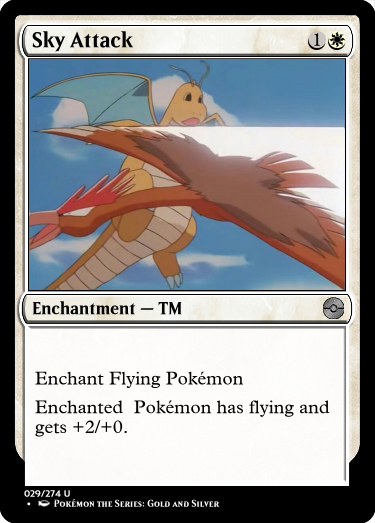 Sky Attack 1
Enchantment — TM
Enchant Flying Pokémon
Enchanted  Pokémon has flying and
gets +2/+0.
029/274 U
• Pokémon the Series: Gold and Silver